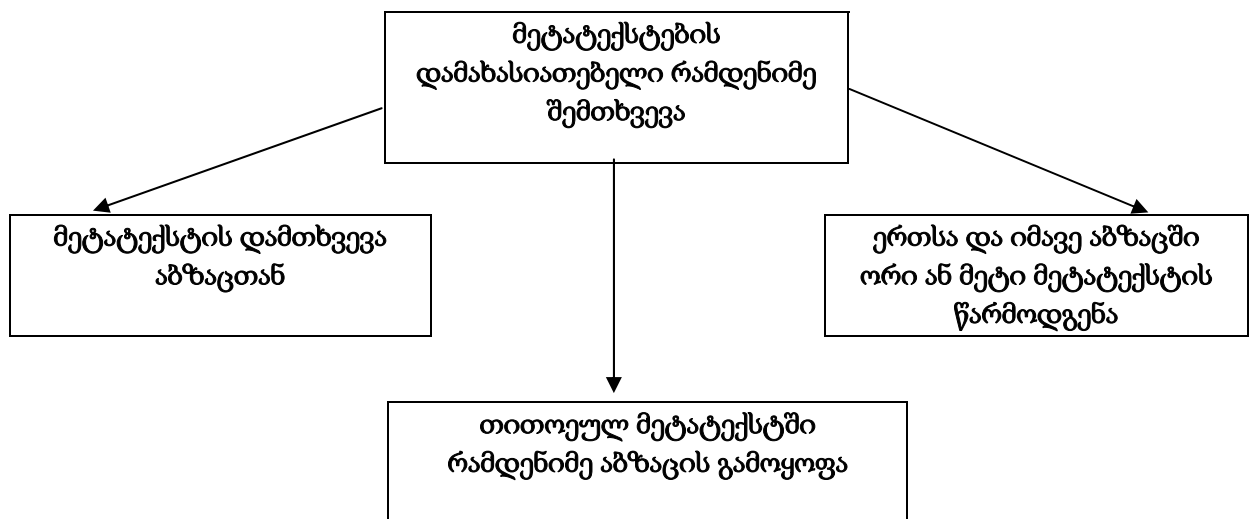 მეტატექსტების
დამახასიათებელი რამდენიმე
შემთხვევა
მეტატექსტის დამთხვევა
აბზაცთან
ერთსა და იმავე აბზაცში
ორი ან მეტი მეტატექსტის
წარმოდგენა
თითოეულ მეტატექსტში
რამდენიმე აბზაცის გამოყოფა